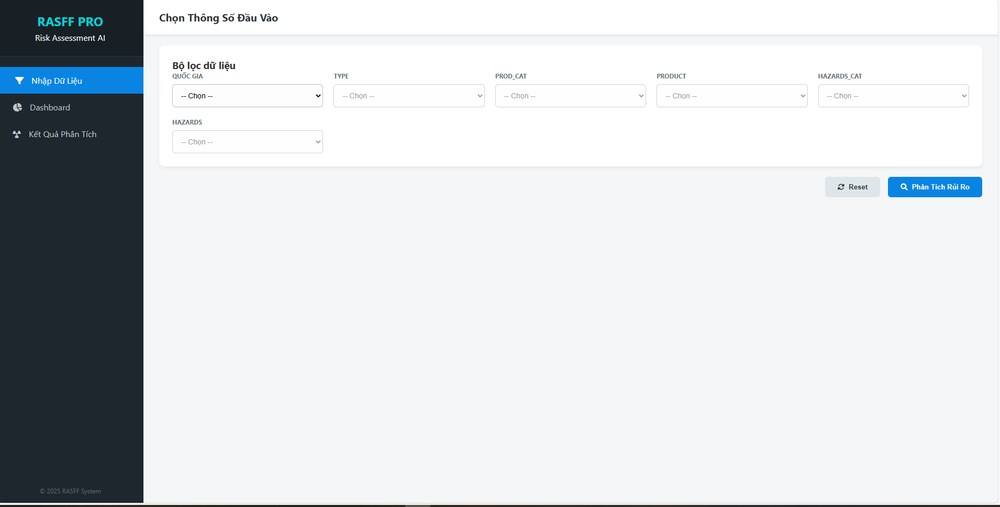 RASFF PRO
Risk Assessment AI
Nhập Dữ Liệu
Dashboard
Kết Quả Phân Tích
© 2025 RASFF System
Chọn Thông Số Đầu Vào
Bộ lọc dữ liệu
QUỐC GIA
-- Chọn --
TYPE
-- Chọn --
PROD_CAT
-- Chọn --
PRODUCT
-- Chọn --
HAZARDS_CAT
-- Chọn --
HAZARDS
-- Chọn --
Reset
Phân Tích Rủi Ro